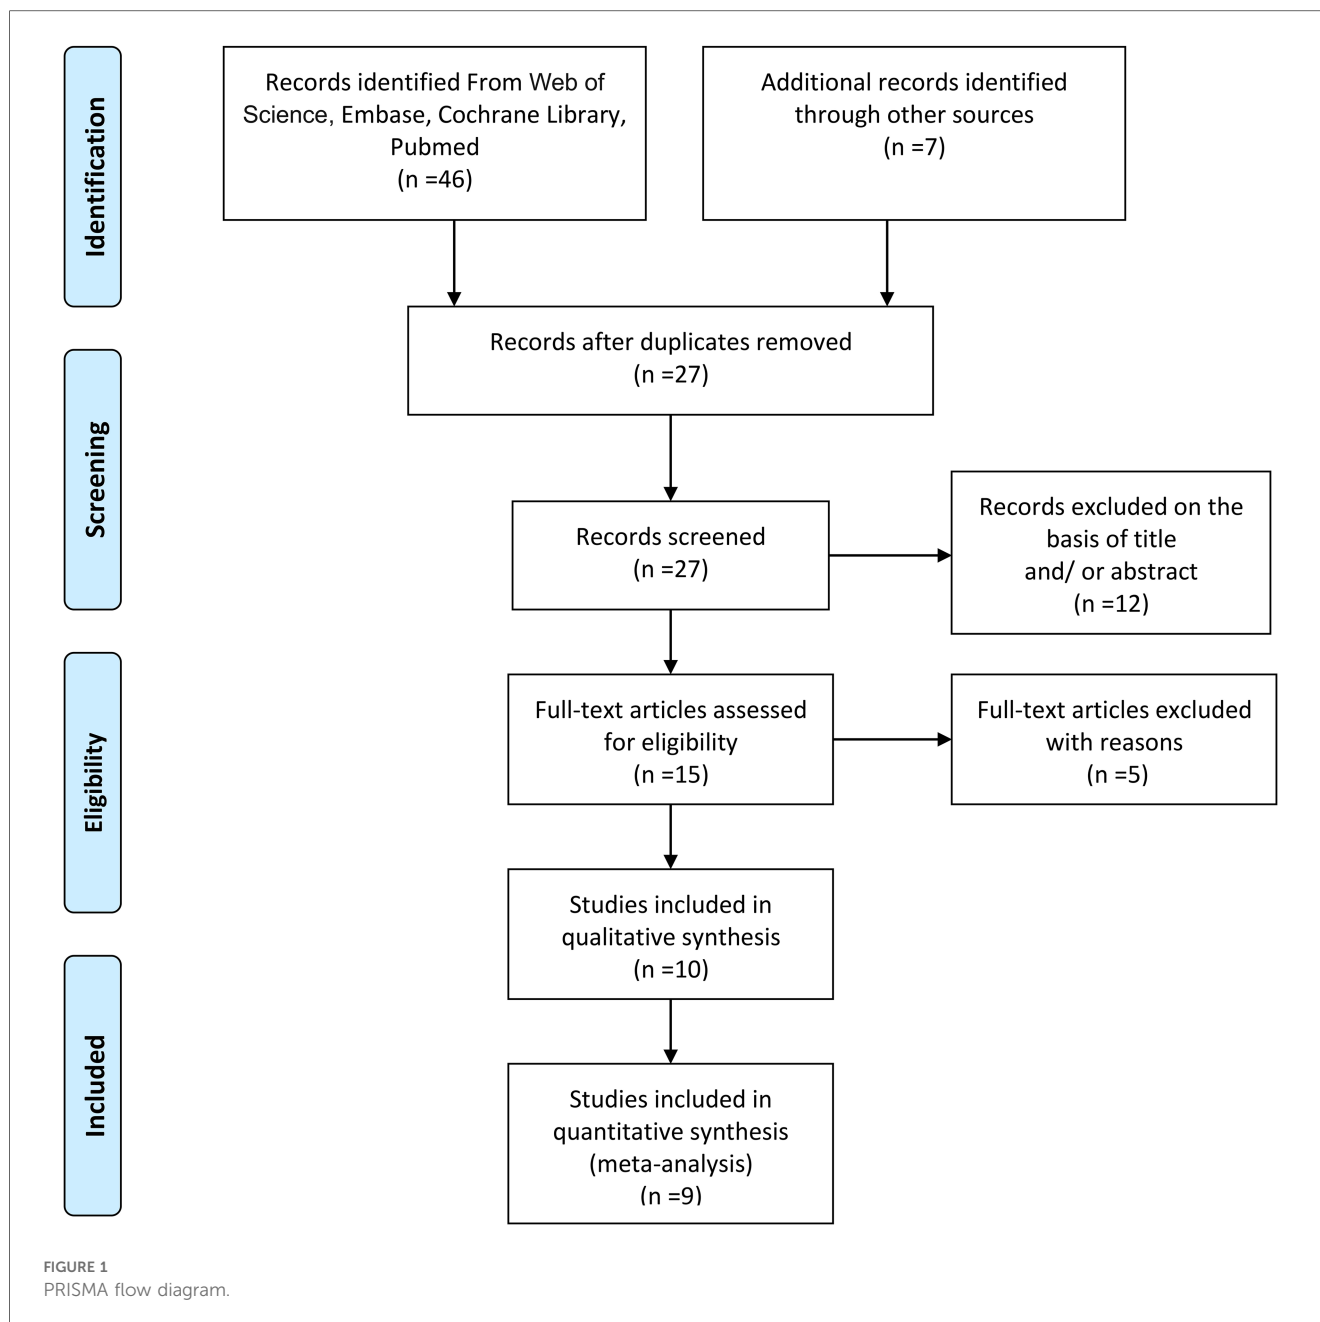 Identification
Records identified From Web of
Science, Embase, Cochrane Library,
Pubmed
(n =46)
Additional records identified
through other sources
(n =7)
Records after duplicates removed
(n =27)
Screening
Records screened
(n =27)
Records excluded on the
basis of title
and/ or abstract
(n =12)
Eligibility
Full-text articles assessed
for eligibility
(n =15)
Full-text articles excluded
with reasons
(n =5)
Studies included in
qualitative synthesis
(n =10)
Included
Studies included in
quantitative synthesis
(meta-analysis)
(n =9)
FIGURE 1
PRISMA flow diagram.